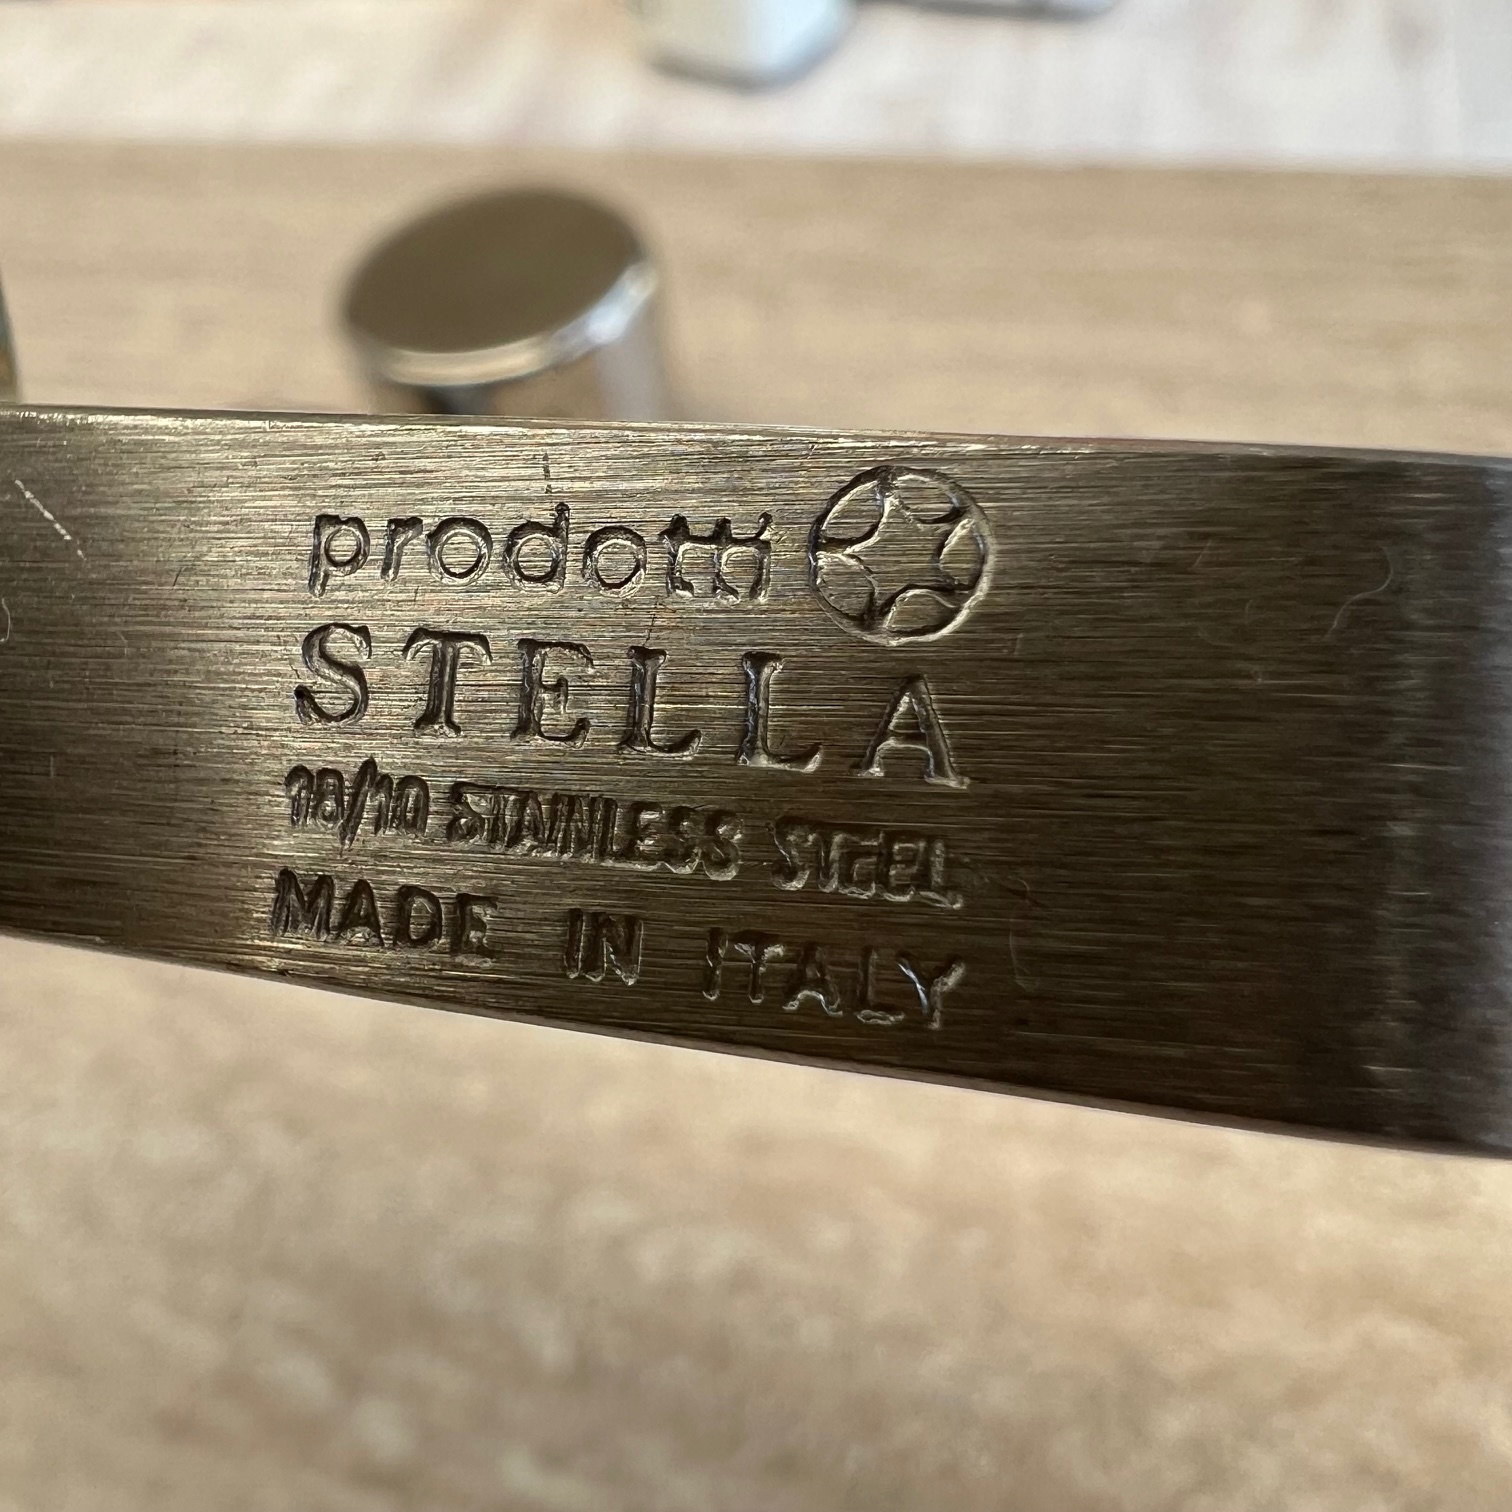 prodotti
STELLA
18/10 STAINLESS STEEL
MADE IN ITALY